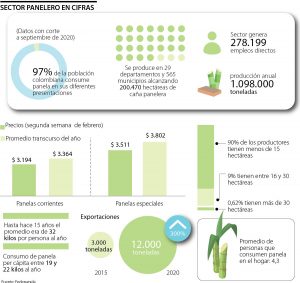 SECTOR PANELERO EN CIFRAS
(Datos con corte
a septiembre de 2020)
97% de la población
colombiana consume
panela en sus diferentes
presentaciones
Se produce en 29
departamentos y 565
municipios alcanzando
200.470 hectáreas de
caña panelera
Sector genera
278.199
empleos directos
producción anual
1.098.000
toneladas
Precios (segunda semana de febrero)
Promedio transcurso del año
$ 3.194
$ 3.364
Panelas corrientes
$ 3.511
$ 3.802
Panelas especiales
90% de los productores
tienen menos de 15
hectáreas
9% tienen entre 16 y 30
hectáreas
0,62% tienen más de 30
hectáreas
Hasta hace 15 años el
promedio era de 32
kilos por persona al año
Consumo de panela
per cápita entre 19 y
22 kilos al año
Exportaciones
3.000
toneladas
2015
12.000
toneladas
2020
300%
Promedio de
personas que
consumen panela
en el hogar: 4,3
Fuente: Fedepanela